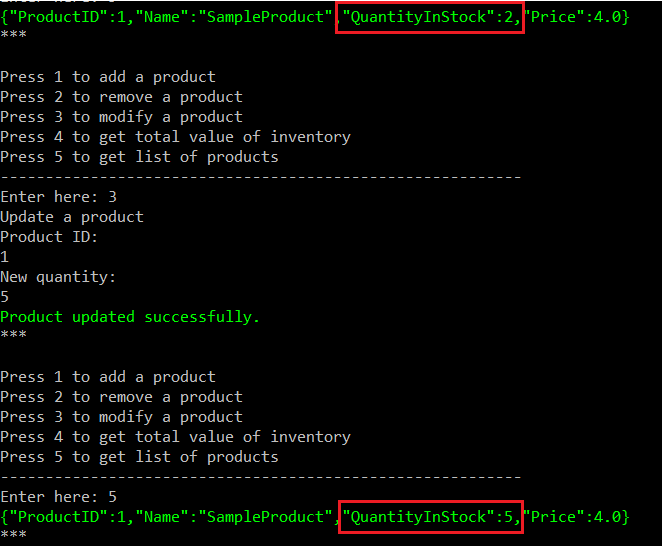 {"ProductID":1,"Name":"SampleProduct","QuantityInStock":2,"Price":4.0}
***
Press 1 to add a product
Press 2 to remove a product
Press 3 to modify a product
Press 4 to get total value of inventory
Press 5 to get list of products
----------------------------------------------------------
Enter here: 3
Update a product
Product ID:
1
New quantity:
5
Product updated successfully.
***
Press 1 to add a product
Press 2 to remove a product
Press 3 to modify a product
Press 4 to get total value of inventory
Press 5 to get list of products
----------------------------------------------------------
Enter here: 5
{"ProductID":1,"Name":"SampleProduct","QuantityInStock":5,"Price":4.0}
***